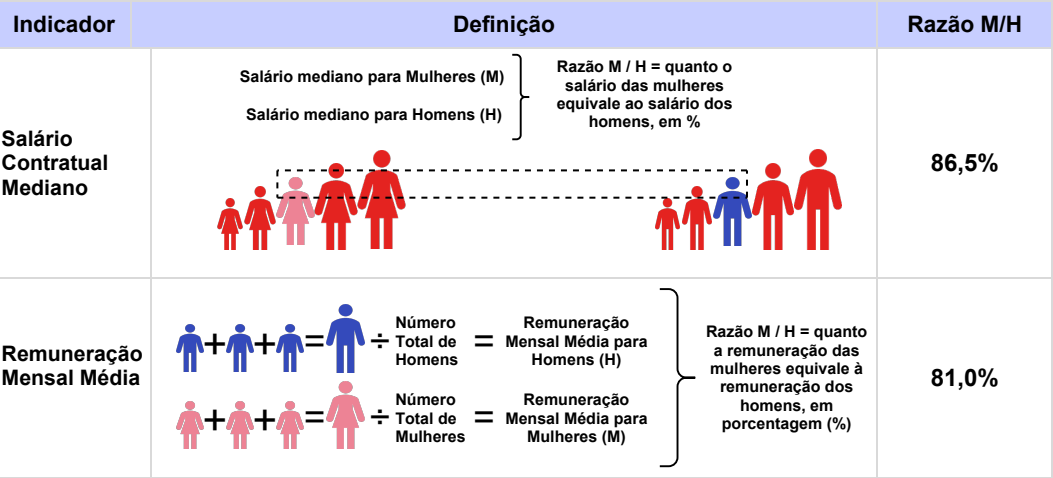 Indicador
Definição
Razão M/H
Salário
Contratual
Mediano
Salário mediano para Mulheres (M)
Salário mediano para Homens (H)
Razão M / H = quanto o
salário das mulheres
equivale ao salário dos
homens, em %
86,5%
Remuneração
Mensal Média
+ + = ÷
Número
Total de
Homens
=
Remuneração
Mensal Média para
Homens (H)
+ + = ÷
Número
Total de
Mulheres
=
Remuneração
Mensal Média para
Mulheres (M)
Razão M / H = quanto
a remuneração das
mulheres equivale à
remuneração dos
homens, em
porcentagem (%)
81,0%